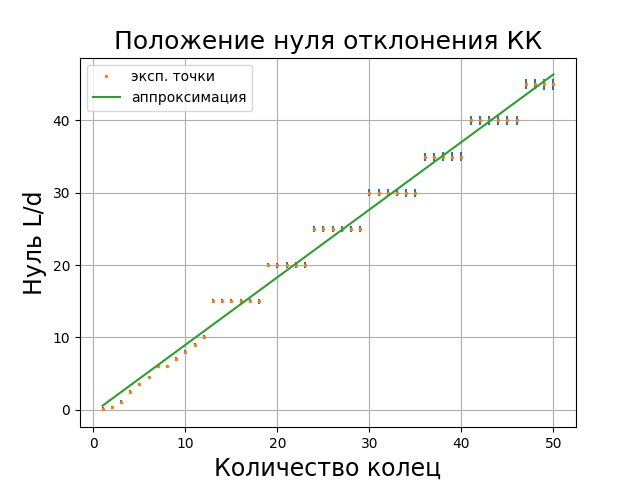 Положение нуля отклонения КК
эксп. точки
аппроксимация
Нуль L/d
40
30
20
10
0
0 10 20 30 40 50
Количество колец